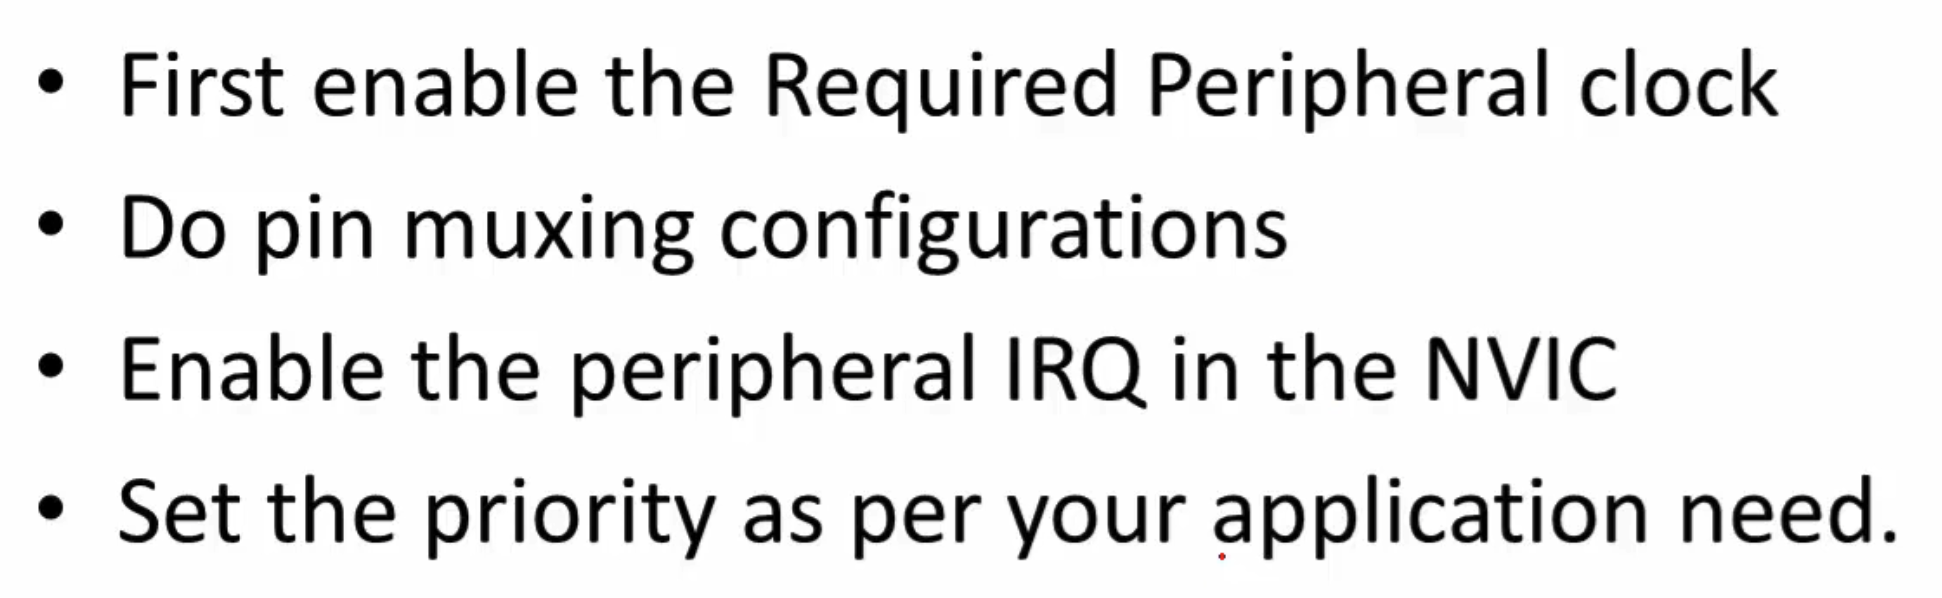 • First enable the Required Peripheral clock
• Do pin muxing configurations
• Enable the peripheral IRQ in the NVIC
• Set the priority as per your application need.